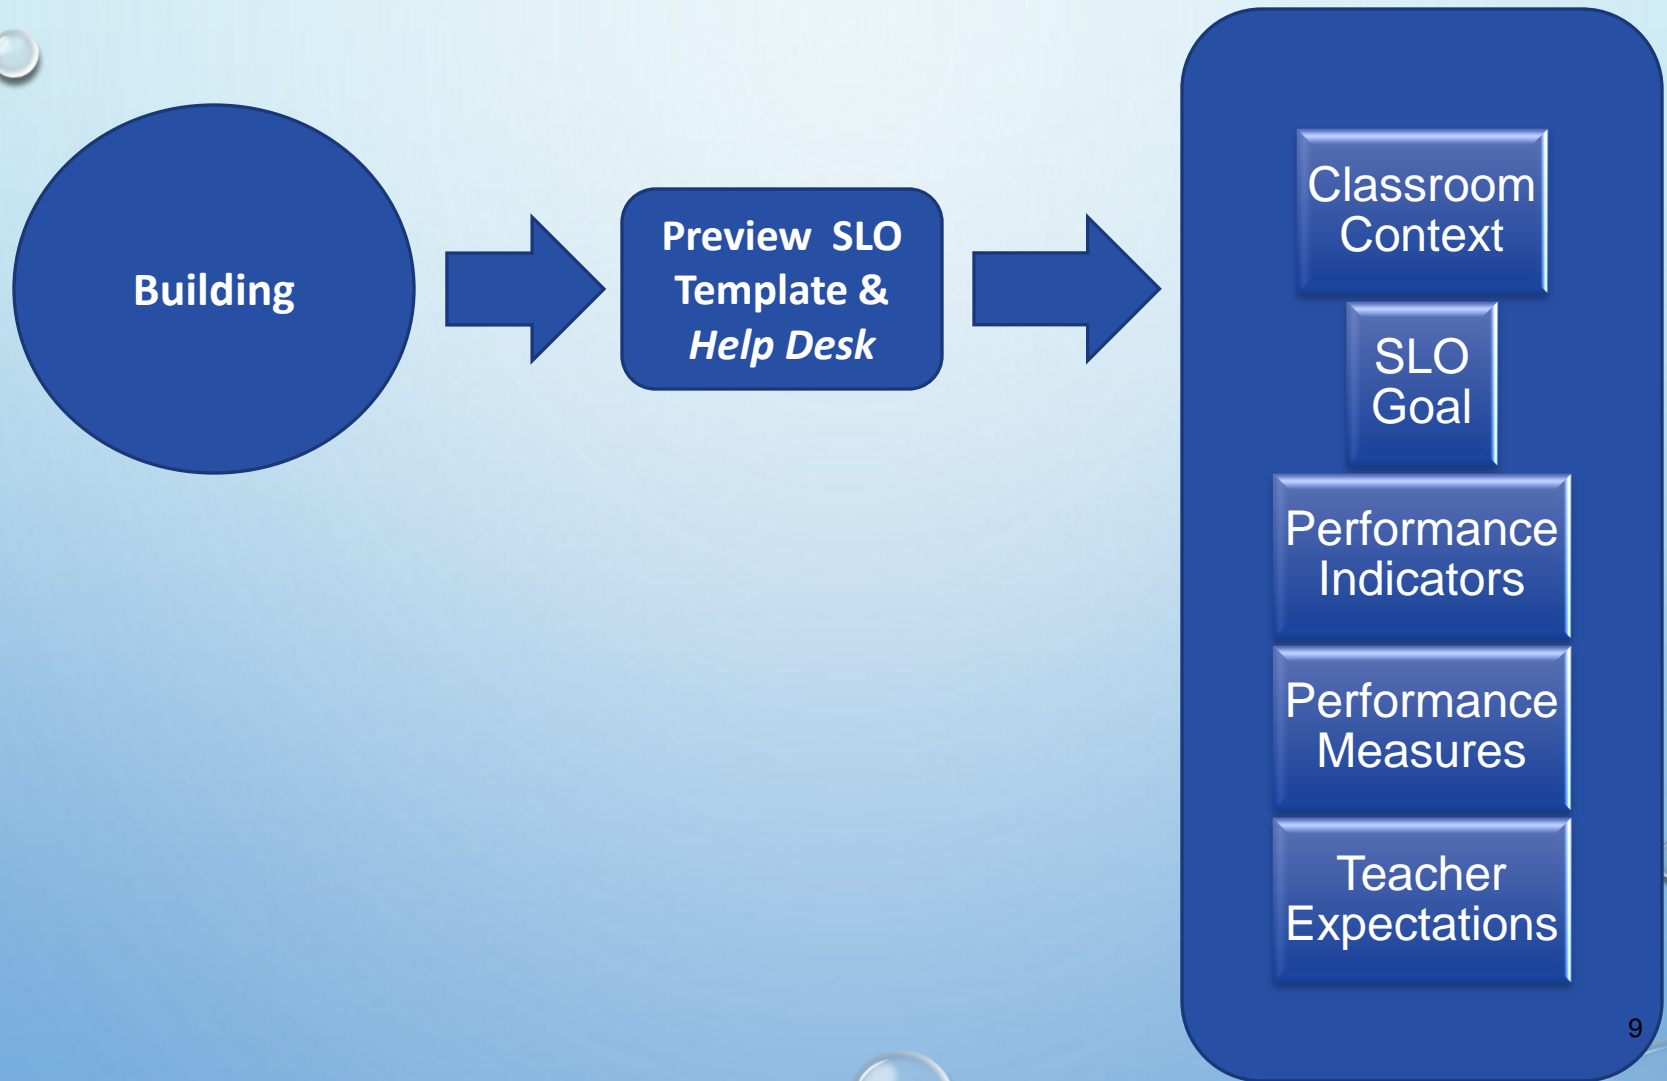 Building
Preview SLO
Template &
Help Desk
Classroom
Context
SLO
Goal
Performance
Indicators
Performance
Measures
Teacher
Expectations
9